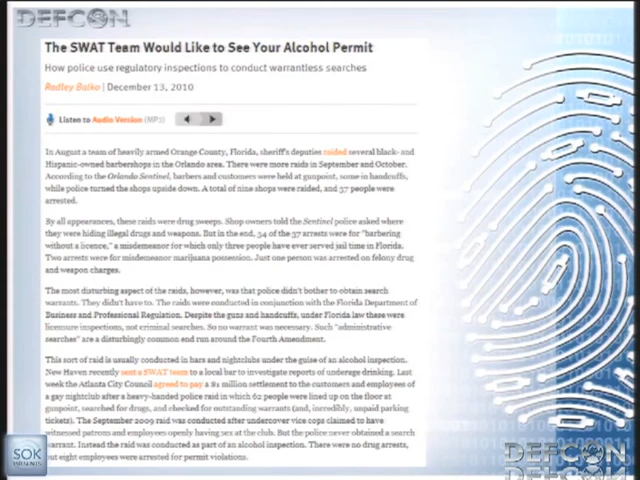 DEFCON
The SWAT Team Would Like to See Your Alcohol Permit
How police use regulatory inspections to conduct warrantless searches
Radley Balko | December 13, 2010
Listen to Audio Version (MP3)
In August a team of heavily armed Orange County, Florida, sheriff's deputies raided several black- and
Hispanic-owned barbershops in the Orlando area. There were more raids in September and October.
According to the Orlando Sentinel, barbers and customers were held at gunpoint, some in handcuffs,
while police turned the shops upside down. A total of nine shops were raided, and 37 people were
arrested.
By all appearances, these raids were drug sweeps. Shop owners told the Sentinel police asked where
they were hiding illegal drugs and weapons. But in the end, 34 of the 37 arrests were for "barbering
without a licence," a misdemeanor for which only three people have ever served jail time in Florida.
Two arrests were for misdemeanor marijuana possession. Just one person was arrested on felony drug
and weapon charges.
The most disturbing aspect of the raids, however, was that police didn't bother to obtain search
warrants. They didn't have to. The raids were conducted in conjunction with the Florida Department of
Business and Professional Regulation. Despite the guns and handcuffs, under Florida law these were
licensure inspections, not criminal searches. So no warrant was necessary. Such "administrative
searches" are a disturbingly common end run around the Fourth Amendment.
This sort of raid is usually conducted in bars and nightclubs under the guise of an alcohol inspection.
New Haven recently sent a SWAT team to a local bar to investigate reports of underage drinking. Last
week the Atlanta City Council agreed to pay a $1 million settlement to the customers and employees of
a gay nightclub after a heavy-handed police raid in which 62 people were lined up on the floor at
gunpoint, searched for drugs, and checked for outstanding warrants (and, incredibly, unpaid parking
tickets). The September 2009 raid was conducted after undercover vice cops claimed to have
witnessed patrons and employees openly having sex at the club. But the police never obtained a search
warrant. Instead the raid was conducted as part of an alcohol inspection. There were no drug arrests,
but eight employees were arrested for permit violations.
SOK
PRESENTS
DEFCON